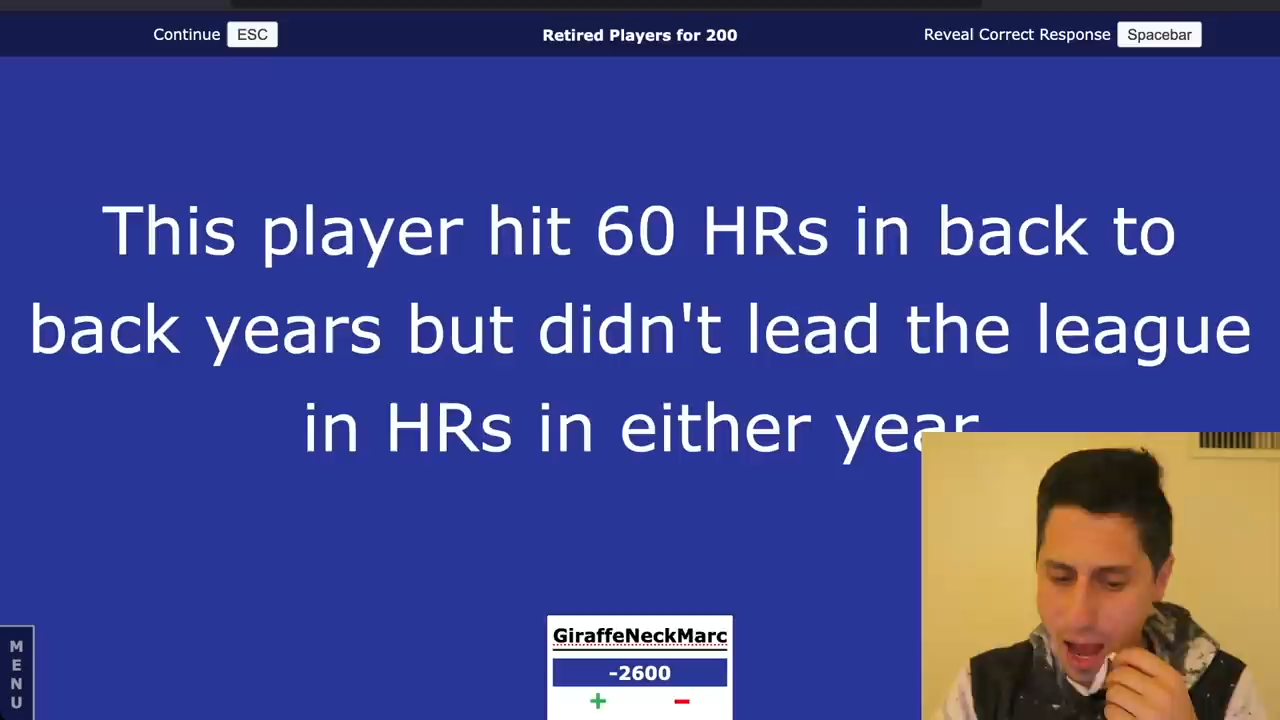 Continue ESC Retired Players for 200 Reveal Correct Response Spacebar
This player hit 60 HRs in back to
back years but didn't lead the league
in HRs in either year
MENU
GiraffeNeckMarc
-2600
+ −